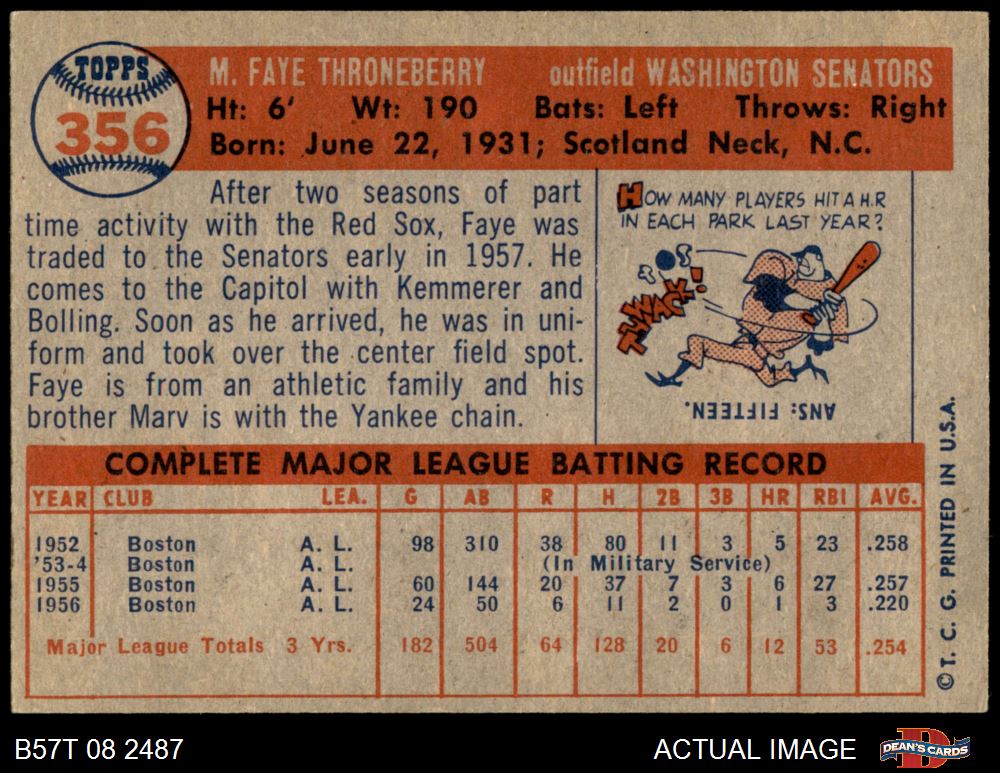 TOPPS
356
M. FAYE THRONEBERRY outfield WASHINGTON SENATORS
Ht: 6' Wt: 190 Bats: Left Throws: Right
Born: June 22, 1931; Scotland Neck, N.C.
After two seasons of part
time activity with the Red Sox, Faye was
traded to the Senators early in 1957. He
comes to the Capitol with Kemmerer and
Bolling. Soon as he arrived, he was in uni-
form and took over the center field spot.
Faye is from an athletic family and his
brother Marv is with the Yankee chain.
HOW MANY PLAYERS HIT A H.R
IN EACH PARK LAST YEAR?
THWACK!
ANS: FIFTEEN.
COMPLETE MAJOR LEAGUE BATTING RECORD
YEAR CLUB LEA. G AB R H 2B 3B HR RBI AVG.
1952 Boston A. L. 98 310 38 80 11 3 5 23 .258
'53-4 Boston A. L. (In Military Service)
1955 Boston A. L. 60 144 20 37 7 3 6 27 .257
1956 Boston A. L. 24 50 6 11 2 0 1 3 .220
Major League Totals 3 Yrs. 182 504 64 128 20 6 12 53 .254
©T. C. G. PRINTED IN U.S.A.
B57T 08 2487 ACTUAL IMAGE
DEAN'S CARDS